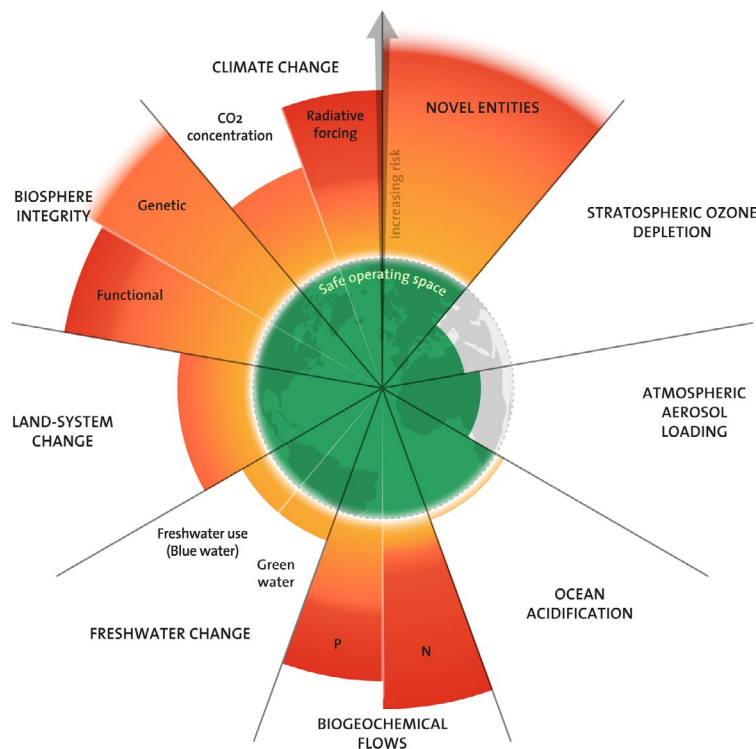 CLIMATE CHANGE
CO2
concentration
Radiative
forcing
NOVEL ENTITIES
Increasing risk
BIOSPHERE
INTEGRITY
Genetic
STRATOSPHERIC OZONE
DEPLETION
Functional
Safe operating space
LAND-SYSTEM
CHANGE
ATMOSPHERIC
AEROSOL
LOADING
Freshwater use
(Blue water)
Green
water
FRESHWATER CHANGE
P
N
OCEAN
ACIDIFICATION
BIOGEOCHEMICAL
FLOWS